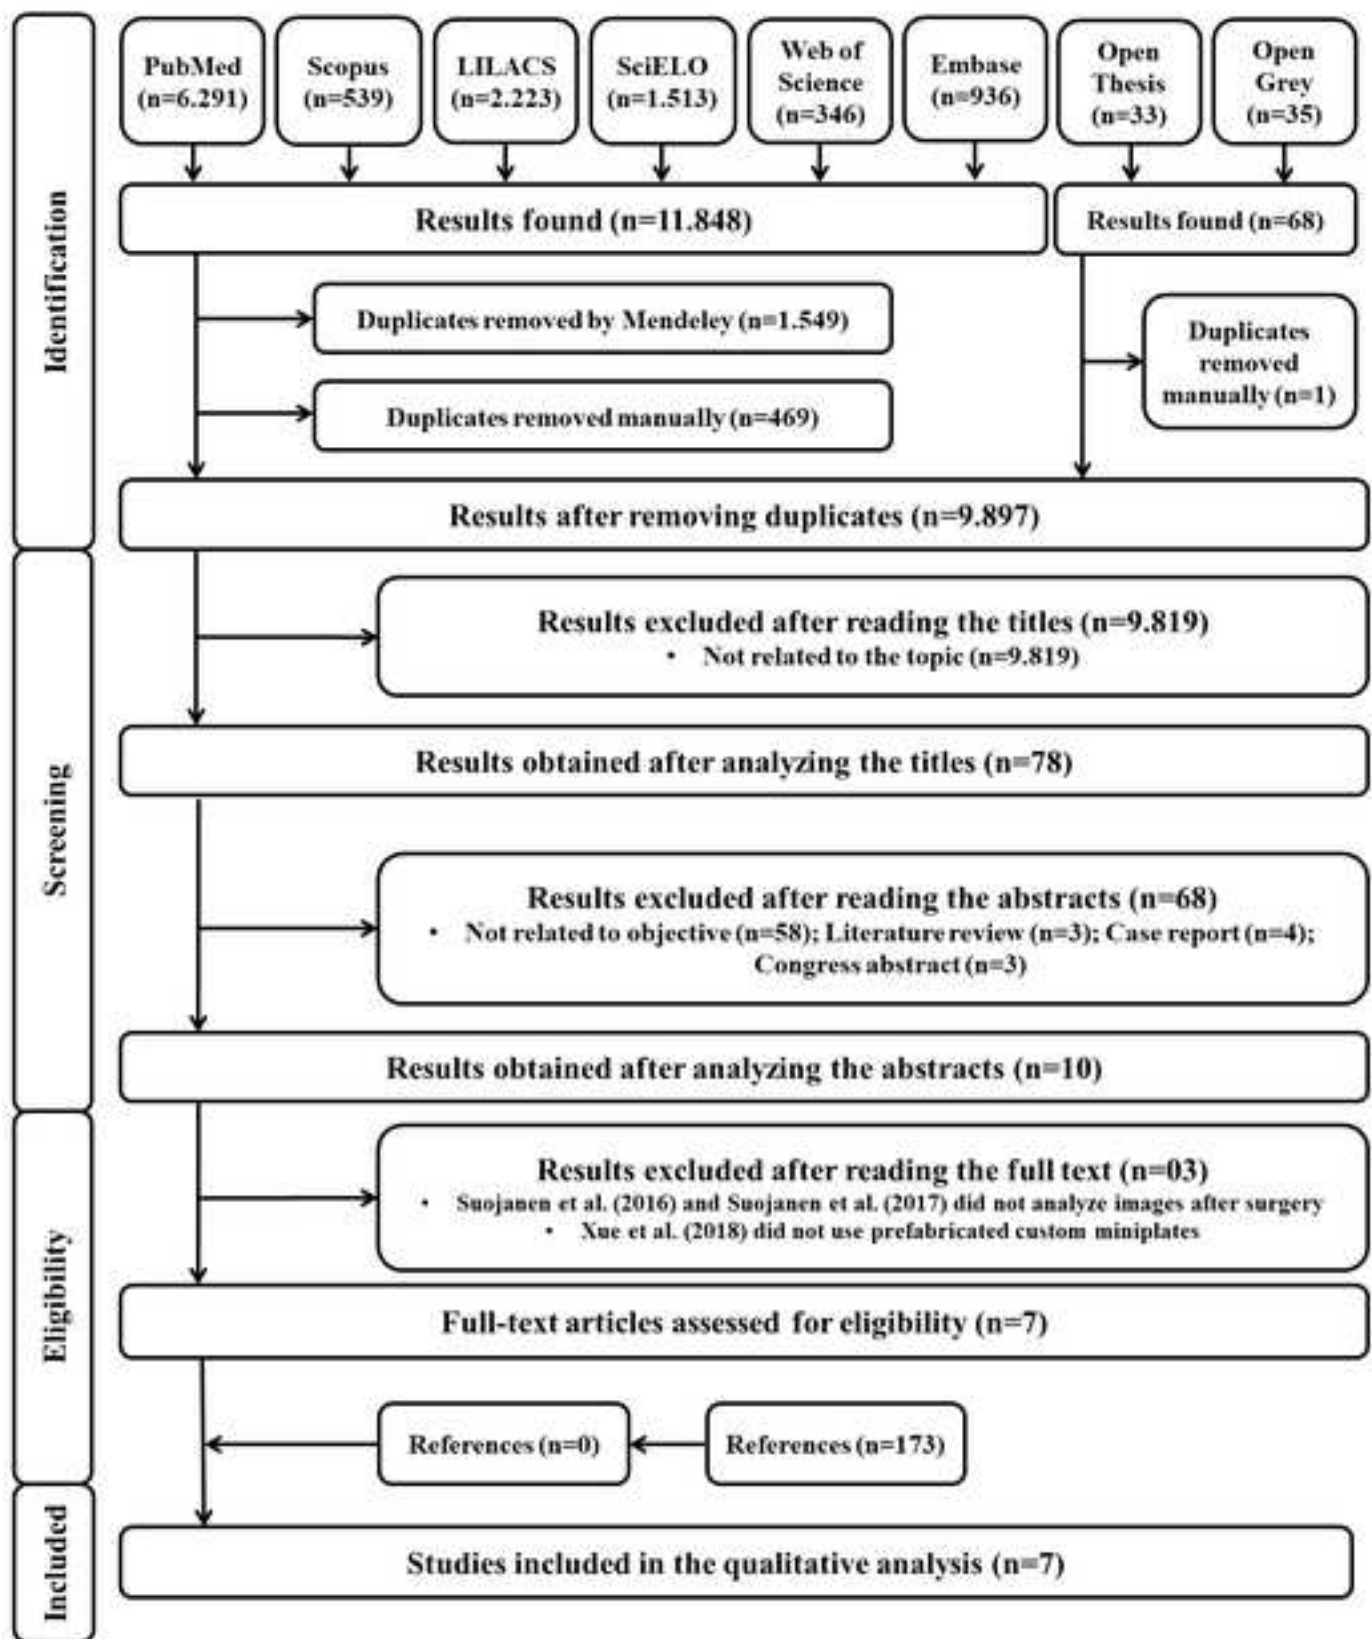 Identification
PubMed
(n=6.291)
Scopus
(n=539)
LILACS
(n=2.223)
SciELO
(n=1.513)
Web of
Science
(n=346)
Embase
(n=936)
Open
Thesis
(n=33)
Open
Grey
(n=35)
Results found (n=11.848)
Results found (n=68)
Duplicates removed by Mendeley (n=1.549)
Duplicates removed manually (n=469)
Duplicates
removed
manually (n=1)
Results after removing duplicates (n=9.897)
Screening
Results excluded after reading the titles (n=9.819)
• Not related to the topic (n=9.819)
Results obtained after analyzing the titles (n=78)
Results excluded after reading the abstracts (n=68)
• Not related to objective (n=58); Literature review (n=3); Case report (n=4);
Congress abstract (n=3)
Results obtained after analyzing the abstracts (n=10)
Eligibility
Results excluded after reading the full text (n=03)
• Suojanen et al. (2016) and Suojanen et al. (2017) did not analyze images after surgery
• Xue et al. (2018) did not use prefabricated custom miniplates
Full-text articles assessed for eligibility (n=7)
References (n=0)
References (n=173)
Included
Studies included in the qualitative analysis (n=7)